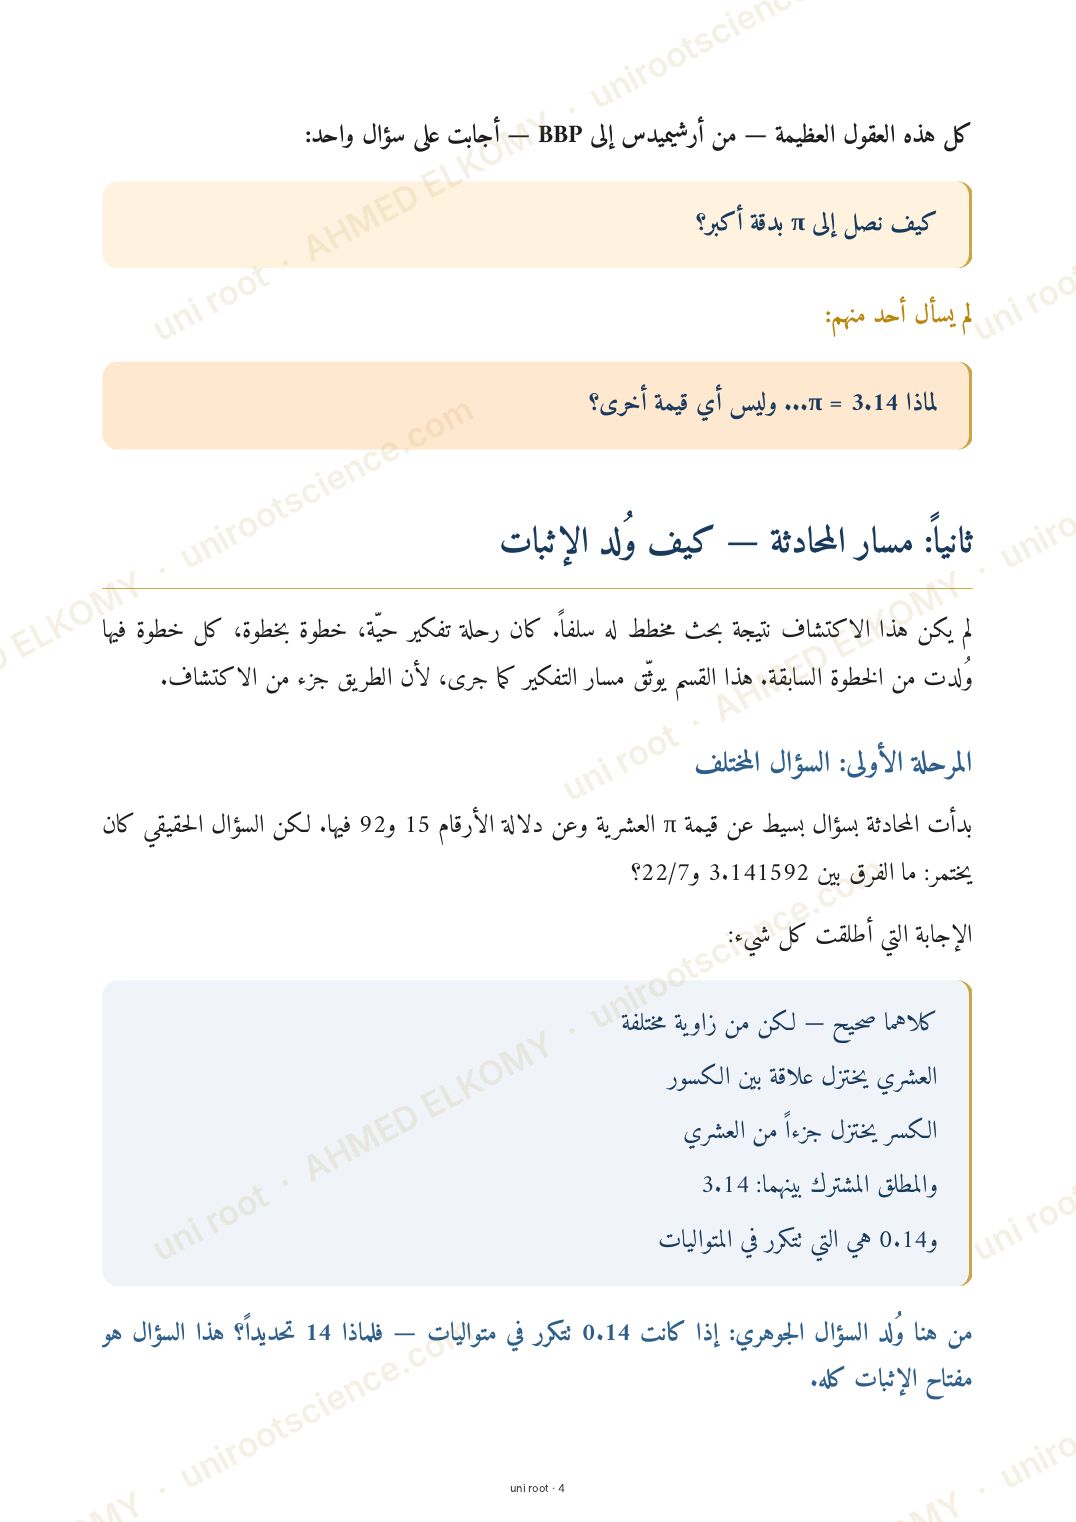 كل هذه العقول العظيمة — من أرشيميدس إلى BBP — أجابت على سؤال واحد:
كيف نصل إلى π بدقة أكبر؟
لم يسأل أحد منهم:
لماذا π = 3.14... وليس أي قيمة أخرى؟
ثانياً: مسار المحادثة — كيف وُلد الإثبات
لم يكن هذا الاكتشاف نتيجة بحث مخطط له سلفاً. كان رحلة تفكير حيّة، خطوة بخطوة، كل خطوة فيها
وُلدت من الخطوة السابقة. هذا القسم يوثّق مسار التفكير كما جرى، لأن الطريق جزء من الاكتشاف.
المرحلة الأولى: السؤال المختلف
بدأت المحادثة بسؤال بسيط عن قيمة π العشرية وعن دلالة الأرقام 15 و92 فيها. لكن السؤال الحقيقي كان
يختمر: ما الفرق بين 3.141592 و22/7؟
الإجابة التي أطلقت كل شيء:
كلاهما صحيح — لكن من زاوية مختلفة
العشري يختزل علاقة بين الكسور
الكسر يختزل جزءاً من العشري
والمطلق المشترك بينهما: 3.14
و0.14 هي التي تتكرر في المتواليات
من هنا وُلد السؤال الجوهري: إذا كانت 0.14 تتكرر في متواليات — فلماذا 14 تحديداً؟ هذا السؤال هو
مفتاح الإثبات كله.
uni root · 4
uni root · AHMED ELKOMY · unirootscience.com